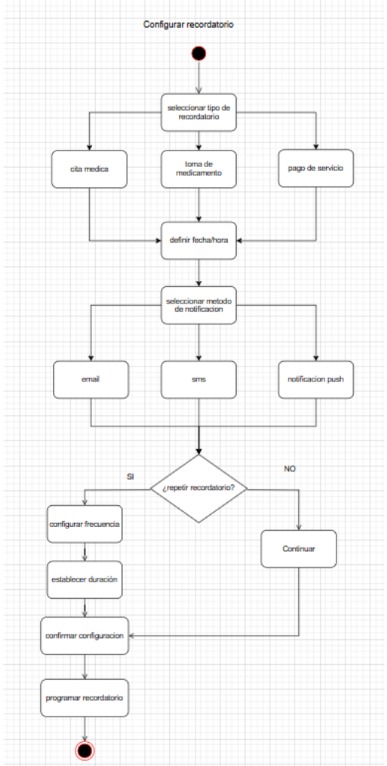 Configurar recordatorio
seleccionar tipo de
recordatorio
cita medica
toma de
medicamento
pago de servicio
definir fecha/hora
seleccionar metodo
de notificacion
email
sms
notificacion push
¿repetir recordatorio?
SI
NO
configurar frecuencia
Continuar
establecer duración
confirmar configuracion
programar recordatorio